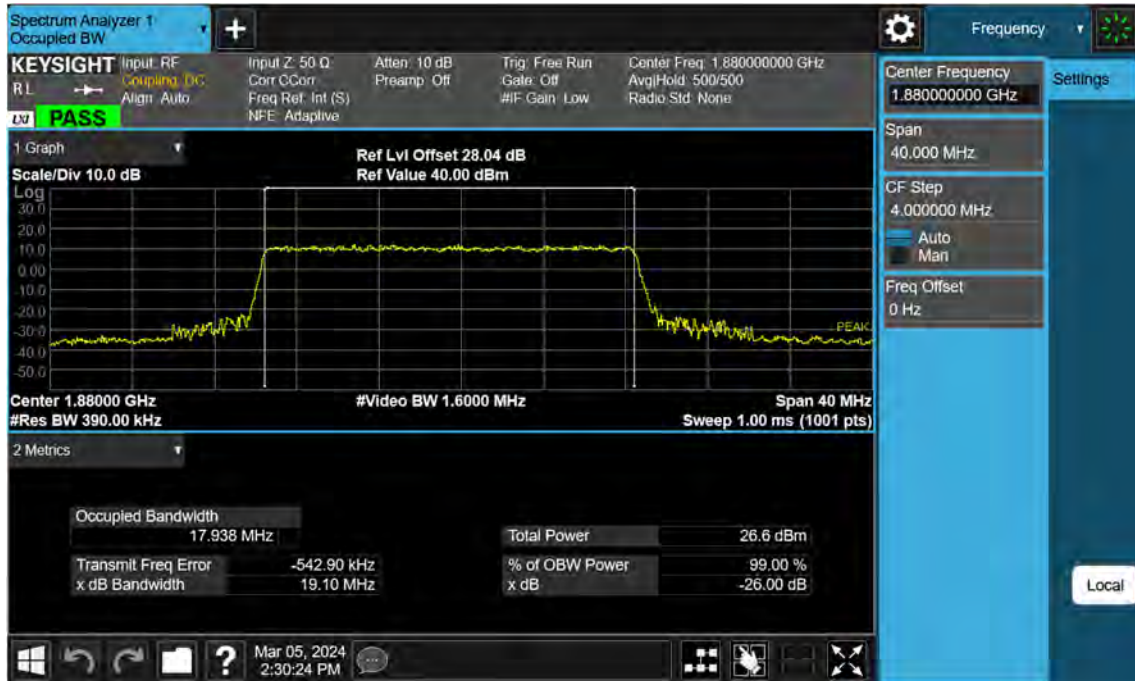 Spectrum Analyzer 1
Occupied BW
+
Frequency
KEYSIGHT Input: RF Input Z: 50 Ω Atten: 10 dB Trig: Free Run Center Freq: 1.880000000 GHz
RL Coupling: DC Corr CCorr Preamp: Off Gate: Off Avg|Hold: 500/500
Align: Auto Freq Ref: Int (S) #IF Gain: Low Radio Std: None
LXI PASS NFE: Adaptive
Center Frequency
1.880000000 GHz
Settings
Span
40.000 MHz
CF Step
4.000000 MHz
Auto
Man
Freq Offset
0 Hz
Local
1 Graph
Ref Lvl Offset 28.04 dB
Scale/Div 10.0 dB Ref Value 40.00 dBm
Log
30.0
20.0
10.0
0.00
-10.0
-20.0
-30.0
-40.0
-50.0
PEAK
Center 1.88000 GHz #Video BW 1.6000 MHz Span 40 MHz
#Res BW 390.00 kHz Sweep 1.00 ms (1001 pts)
2 Metrics
Occupied Bandwidth
17.938 MHz Total Power 26.6 dBm
Transmit Freq Error -542.90 kHz % of OBW Power 99.00 %
x dB Bandwidth 19.10 MHz x dB -26.00 dB
? Mar 05, 2024
2:30:24 PM